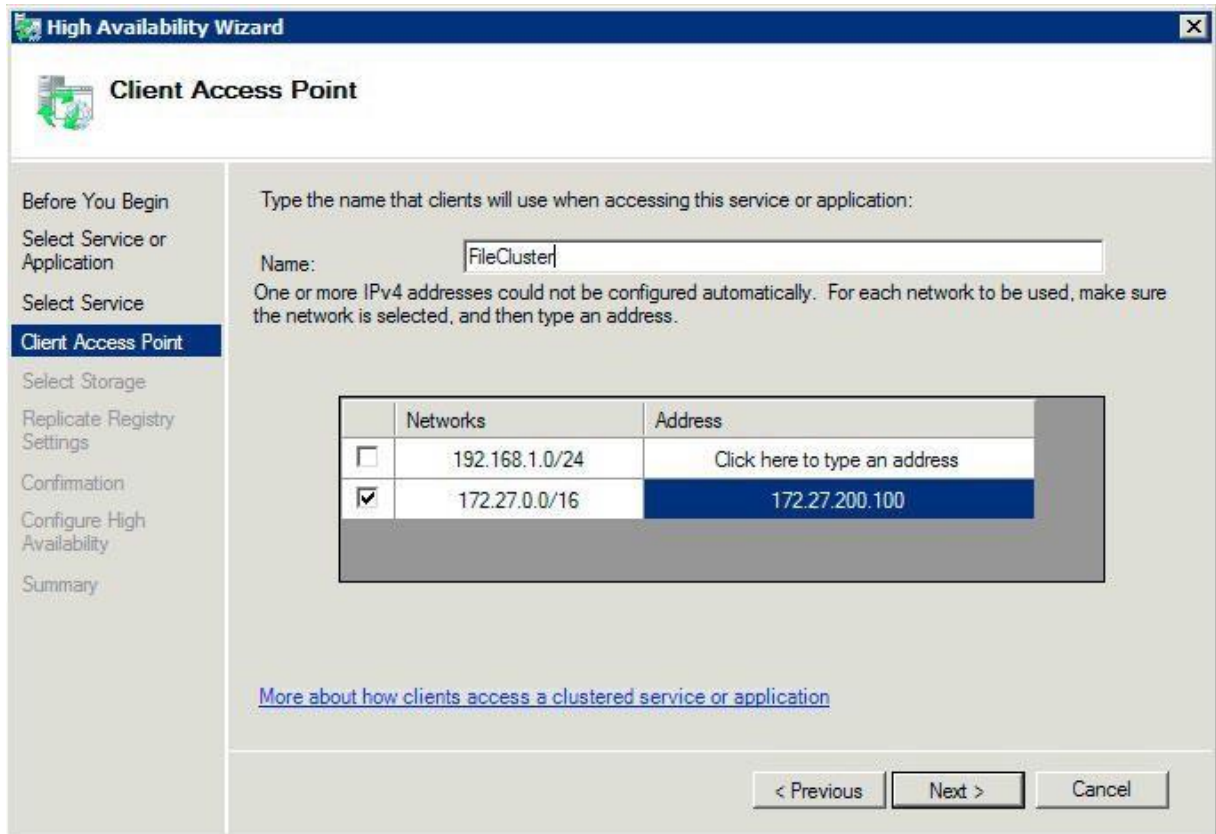 High Availability Wizard
Client Access Point
Before You Begin
Select Service or
Application
Select Service
Client Access Point
Select Storage
Replicate Registry
Settings
Confirmation
Configure High
Availability
Summary
Type the name that clients will use when accessing this service or application:
Name: FileCluster
One or more IPv4 addresses could not be configured automatically. For each network to be used, make sure
the network is selected, and then type an address.
Networks Address
192.168.1.0/24 Click here to type an address
172.27.0.0/16 172.27.200.100
More about how clients access a clustered service or application
< Previous Next > Cancel